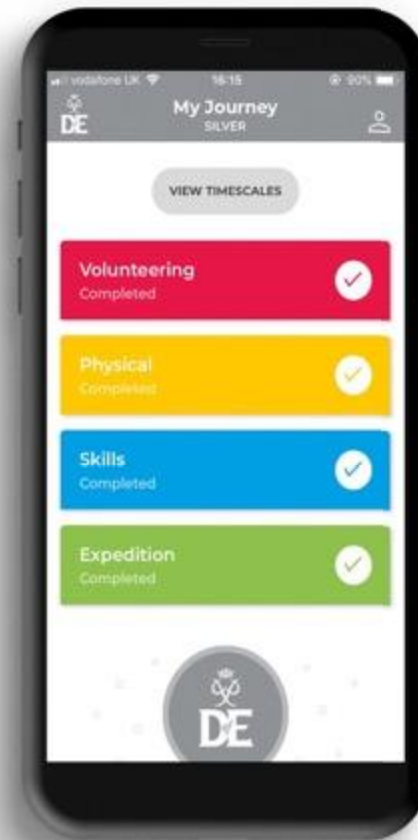 vodafone UK 16:15 90%
DE My Journey
SILVER
VIEW TIMESCALES
Volunteering
Completed
Physical
Completed
Skills
Completed
Expedition
Completed
DE